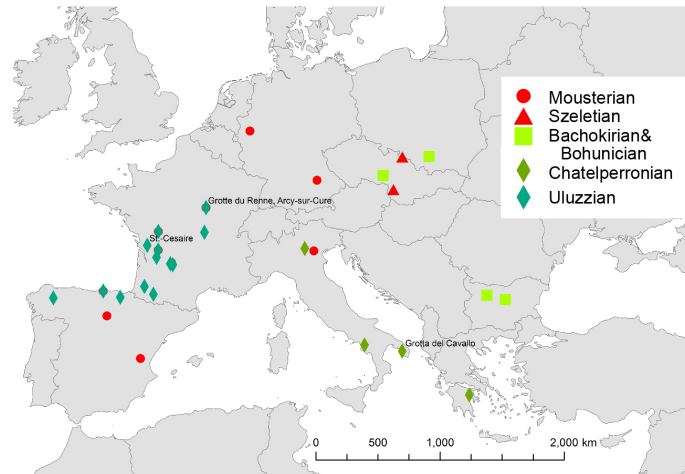 Mousterian
Szeletian
Bachokirian&
Bohunician
Chatelperronian
Uluzzian
Grotte du Renne, Arcy-sur-Cure
St. Cesaire
Grotta del Cavallo
0 500 1,000 2,000 km